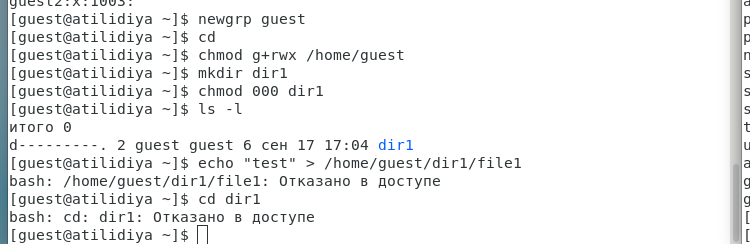 guest2:x:1003:
[guest@atilidiya ~]$ newgrp guest
[guest@atilidiya ~]$ cd
[guest@atilidiya ~]$ chmod g+rwx /home/guest
[guest@atilidiya ~]$ mkdir dir1
[guest@atilidiya ~]$ chmod 000 dir1
[guest@atilidiya ~]$ ls -l
итого 0
d---------. 2 guest guest 6 сен 17 17:04 dir1
[guest@atilidiya ~]$ echo "test" > /home/guest/dir1/file1
bash: /home/guest/dir1/file1: Отказано в доступе
[guest@atilidiya ~]$ cd dir1
bash: cd: dir1: Отказано в доступе
[guest@atilidiya ~]$